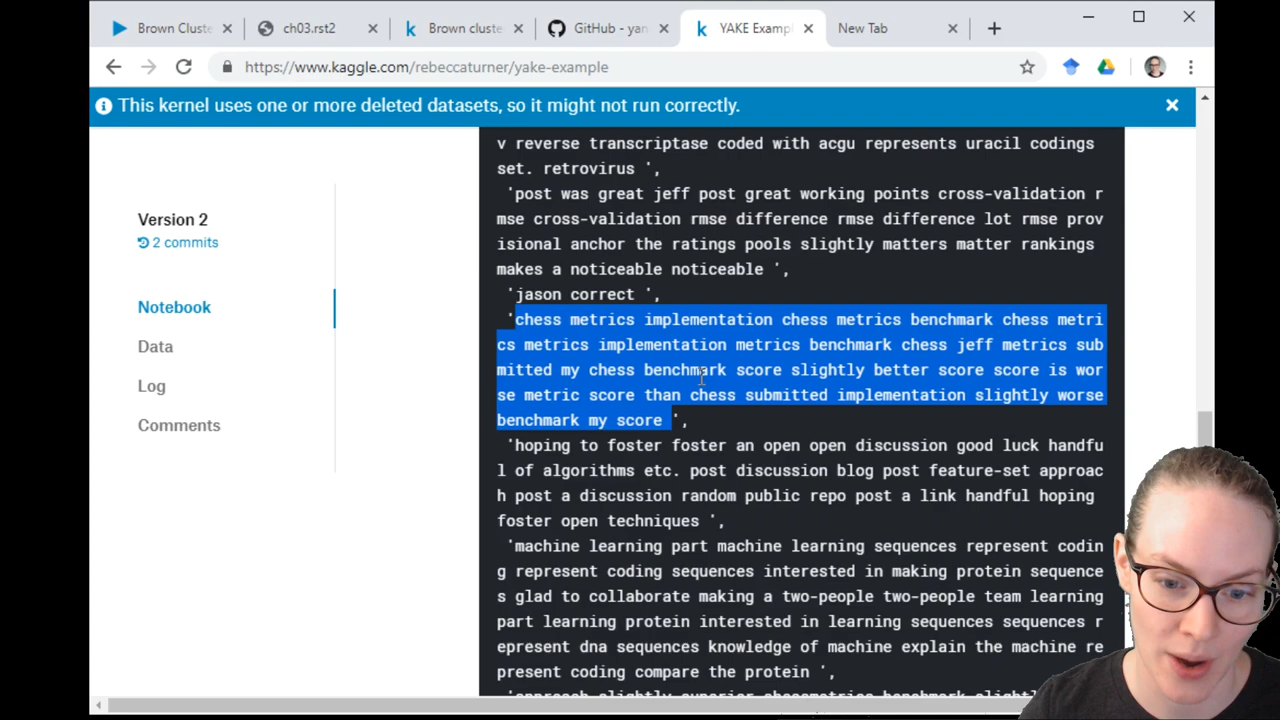 Brown Cluste
ch03.rst2
Brown cluste
GitHub - yan
YAKE Examp
New Tab
https://www.kaggle.com/rebeccaturner/yake-example
This kernel uses one or more deleted datasets, so it might not run correctly.
Version 2
2 commits
Notebook
Data
Log
Comments
v reverse transcriptase coded with acgu represents uracil codings
set. retrovirus ',
'post was great jeff post great working points cross-validation r
mse cross-validation rmse difference rmse difference lot rmse prov
isional anchor the ratings pools slightly matters matter rankings
makes a noticeable noticeable ',
'jason correct ',
'chess metrics implementation chess metrics benchmark chess metri
cs metrics implementation metrics benchmark chess jeff metrics sub
mitted my chess benchmark score slightly better score score is wor
se metric score than chess submitted implementation slightly worse
benchmark my score ',
'hoping to foster foster an open open discussion good luck handfu
l of algorithms etc. post discussion blog post feature-set approac
h post a discussion random public repo post a link handful hoping
foster open techniques ',
'machine learning part machine learning sequences represent codin
g represent coding sequences interested in making protein sequence
s glad to collaborate making a two-people two-people team learning
part learning protein interested in learning sequences sequences r
epresent dna sequences knowledge of machine explain the machine re
present coding compare the protein ',